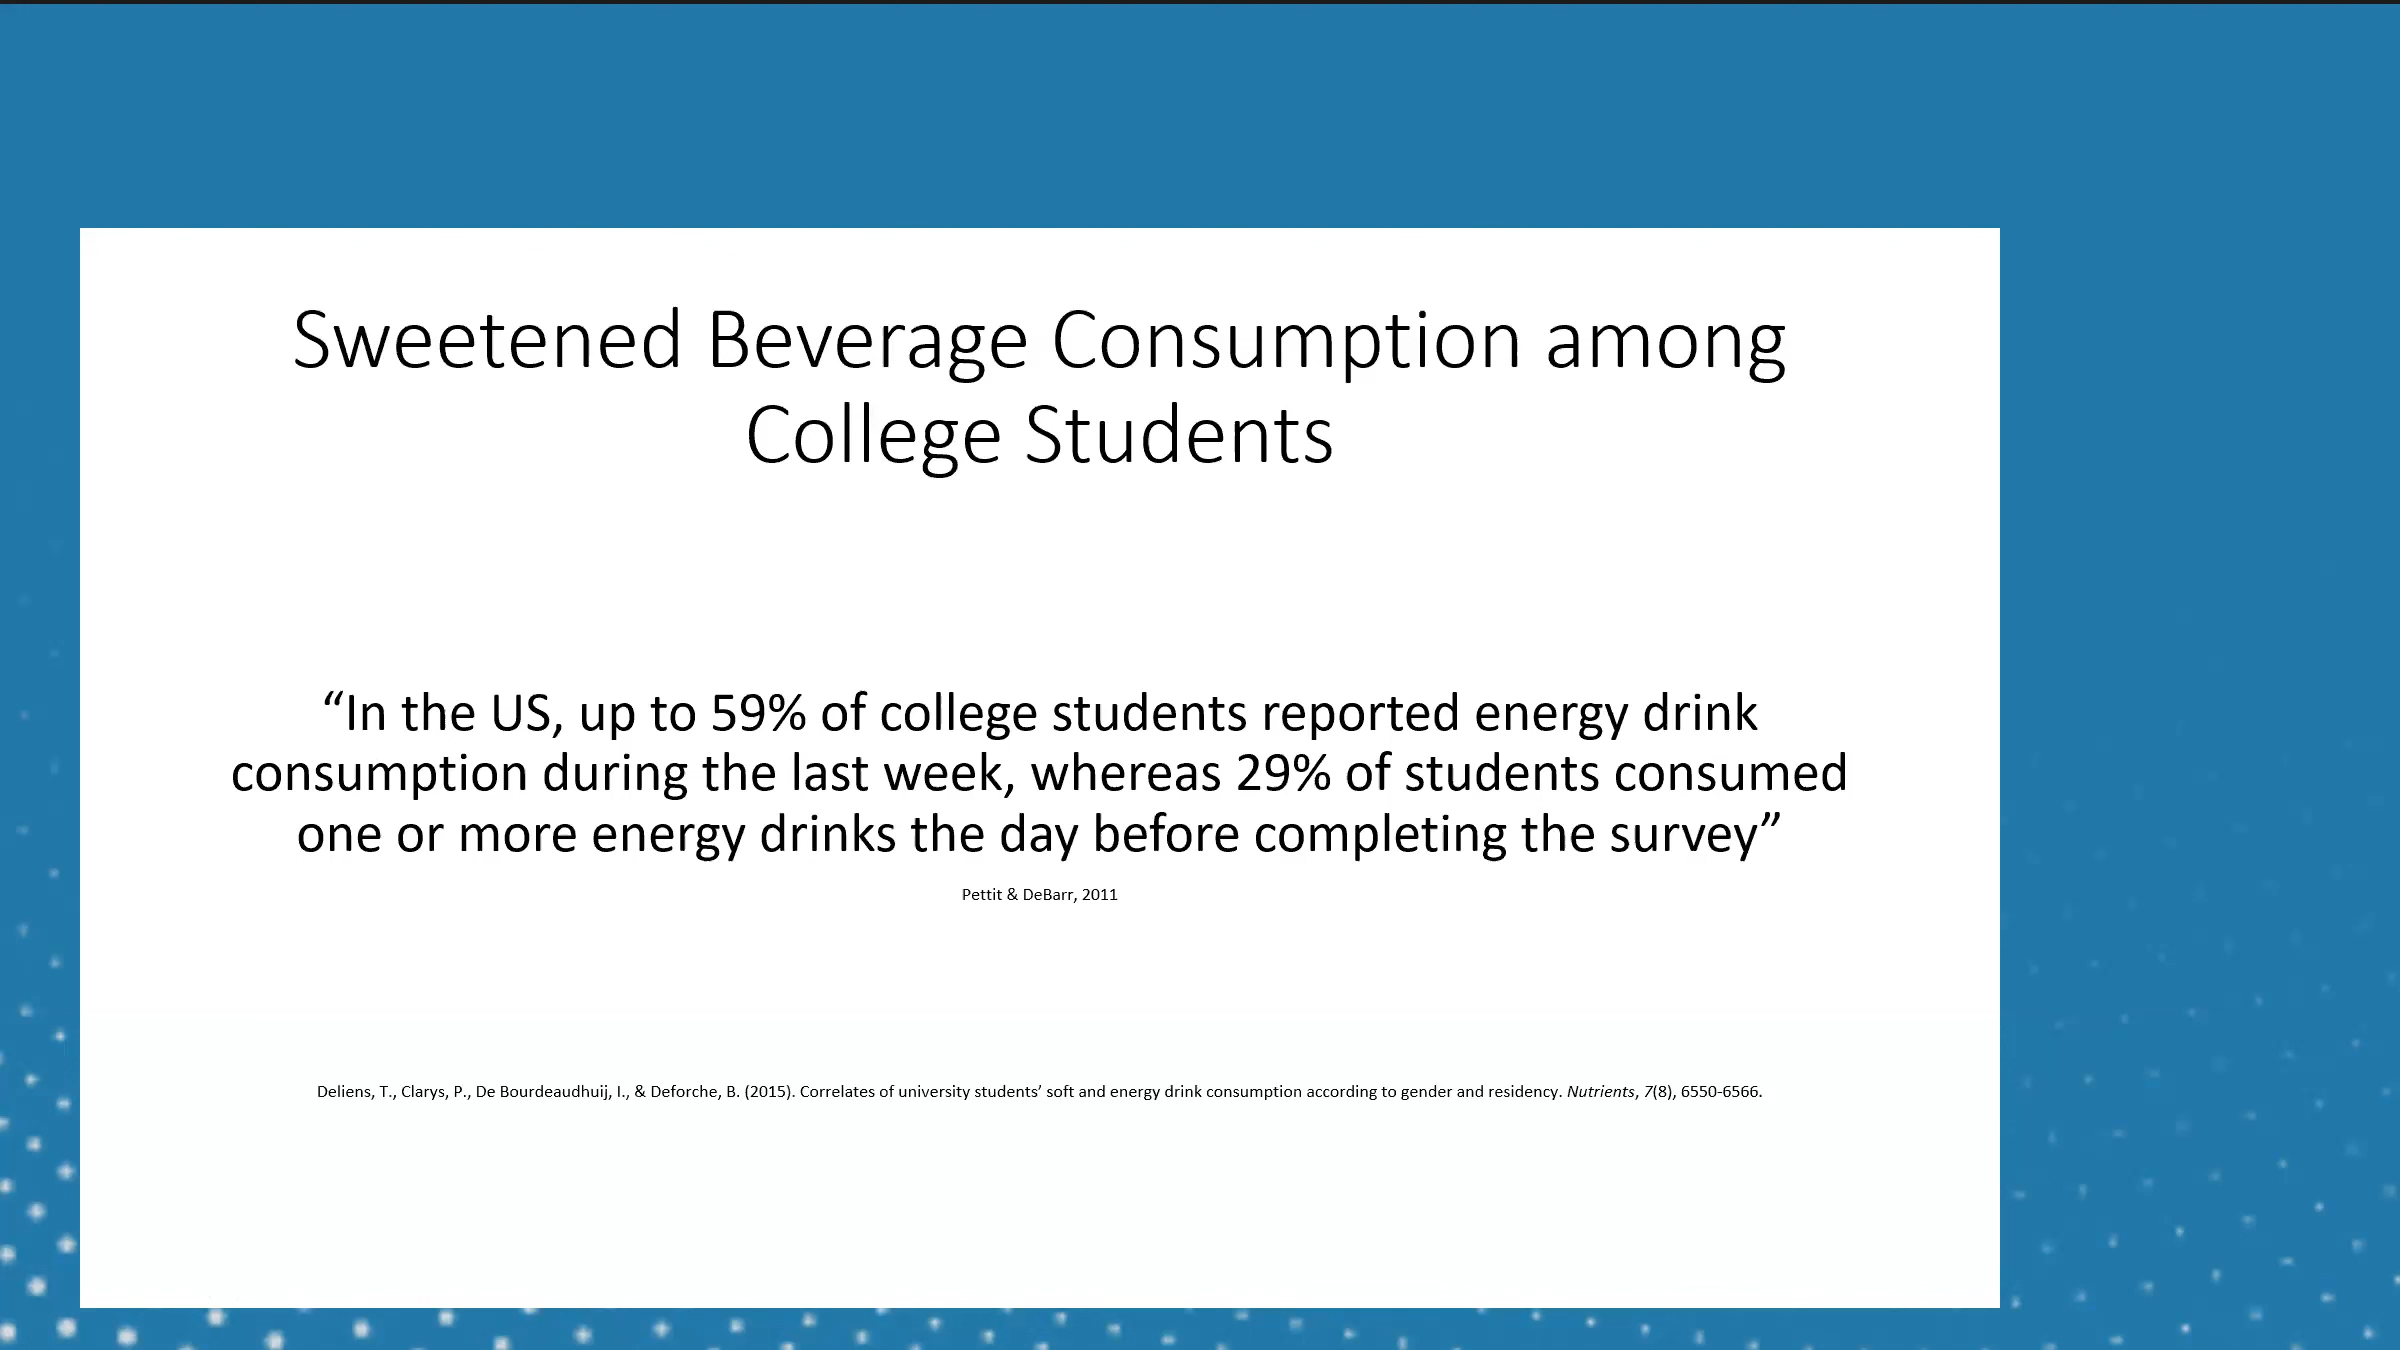 Sweetened Beverage Consumption among
College Students
“In the US, up to 59% of college students reported energy drink
consumption during the last week, whereas 29% of students consumed
one or more energy drinks the day before completing the survey”
Pettit & DeBarr, 2011
Deliens, T., Clarys, P., De Bourdeaudhuij, I., & Deforche, B. (2015). Correlates of university students’ soft and energy drink consumption according to gender and residency. Nutrients, 7(8), 6550-6566.